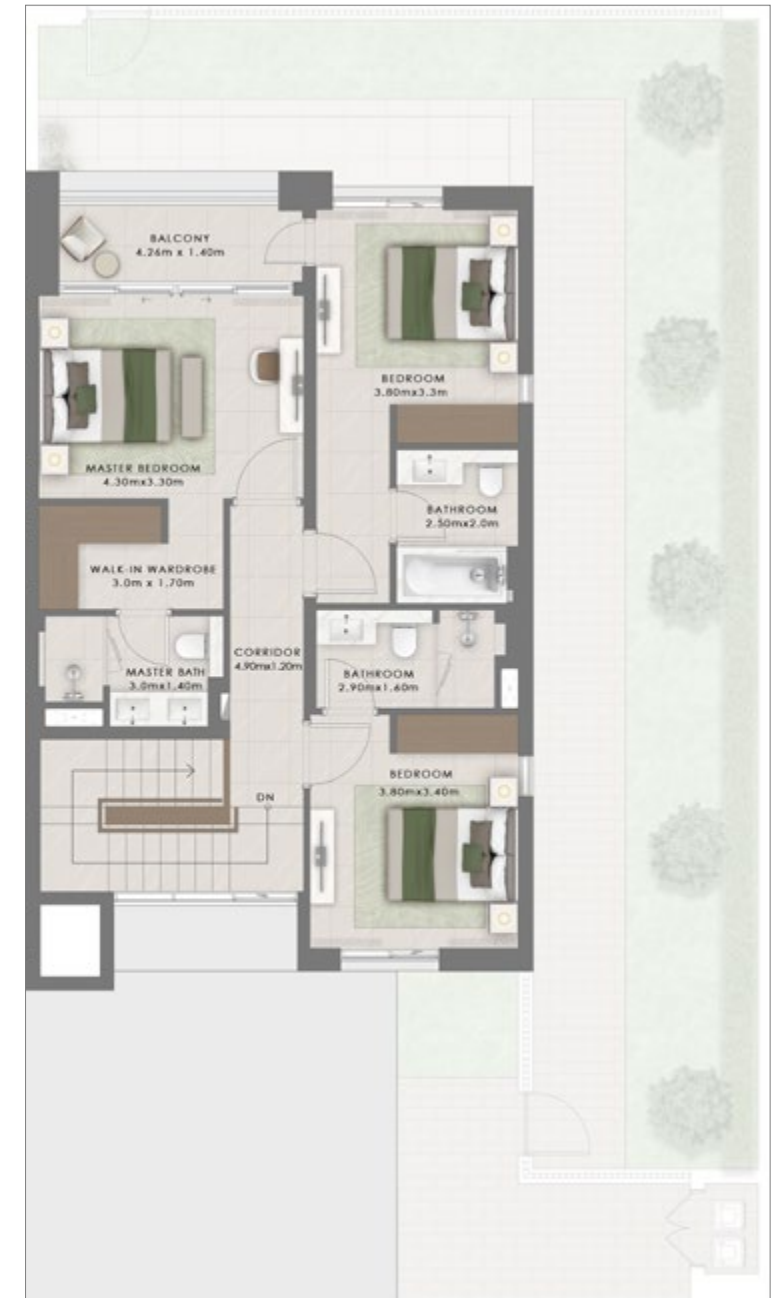 BALCONY
4.26m x 1.40m
BEDROOM
3.80mx3.3m
MASTER BEDROOM
4.30mx3.30m
BATHROOM
2.50mx2.0m
WALK-IN WARDROBE
3.0m x 1.70m
CORRIDOR
4.90mx1.20m
MASTER BATH
3.0mx1.40m
BATHROOM
2.90mx1.60m
BEDROOM
3.80mx3.40m
DN